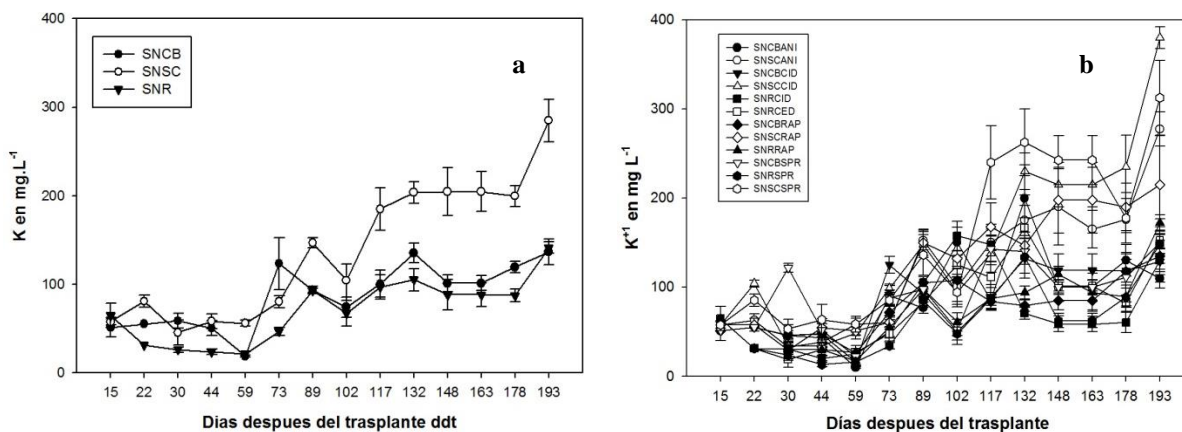 400
300
200
100
0
K en mg.L-1
SNCB
SNSC
SNR
a
15 22 30 44 59 73 89 102 117 132 148 163 178 193
Días despues del trasplante ddt
400
300
200
100
0
K+1 en mg L-1
SNCBANI
SNSCANI
SNCBCID
SNSCCID
SNRCID
SNRCED
SNCBRAP
SNSCRAP
SNRRAP
SNCBSPR
SNRSPR
SNSCSPR
b
15 22 30 44 59 73 89 102 117 132 148 163 178 193
Días despues del trasplante